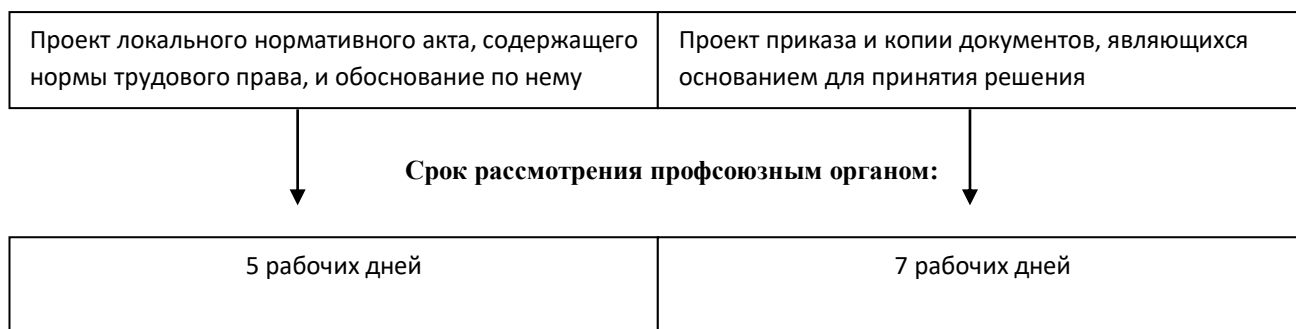 Проект локального нормативного акта, содержащего
нормы трудового права, и обоснование по нему
Проект приказа и копии документов, являющихся
основанием для принятия решения
Срок рассмотрения профсоюзным органом:
5 рабочих дней
7 рабочих дней